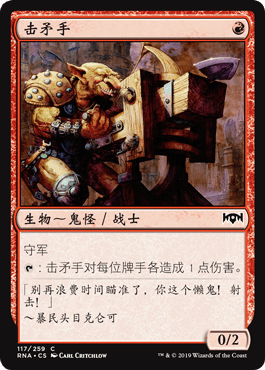 击矛手
生物～鬼怪 / 战士
守军
：击矛手对每位牌手各造成1点伤害。
「别再浪费时间瞄准了，你这个懒鬼！射
击！」
～暴民头目克仑可
0/2
117/259 C
RNA • CS CARL CRITCHLOW
™ & © 2019 Wizards of the Coast